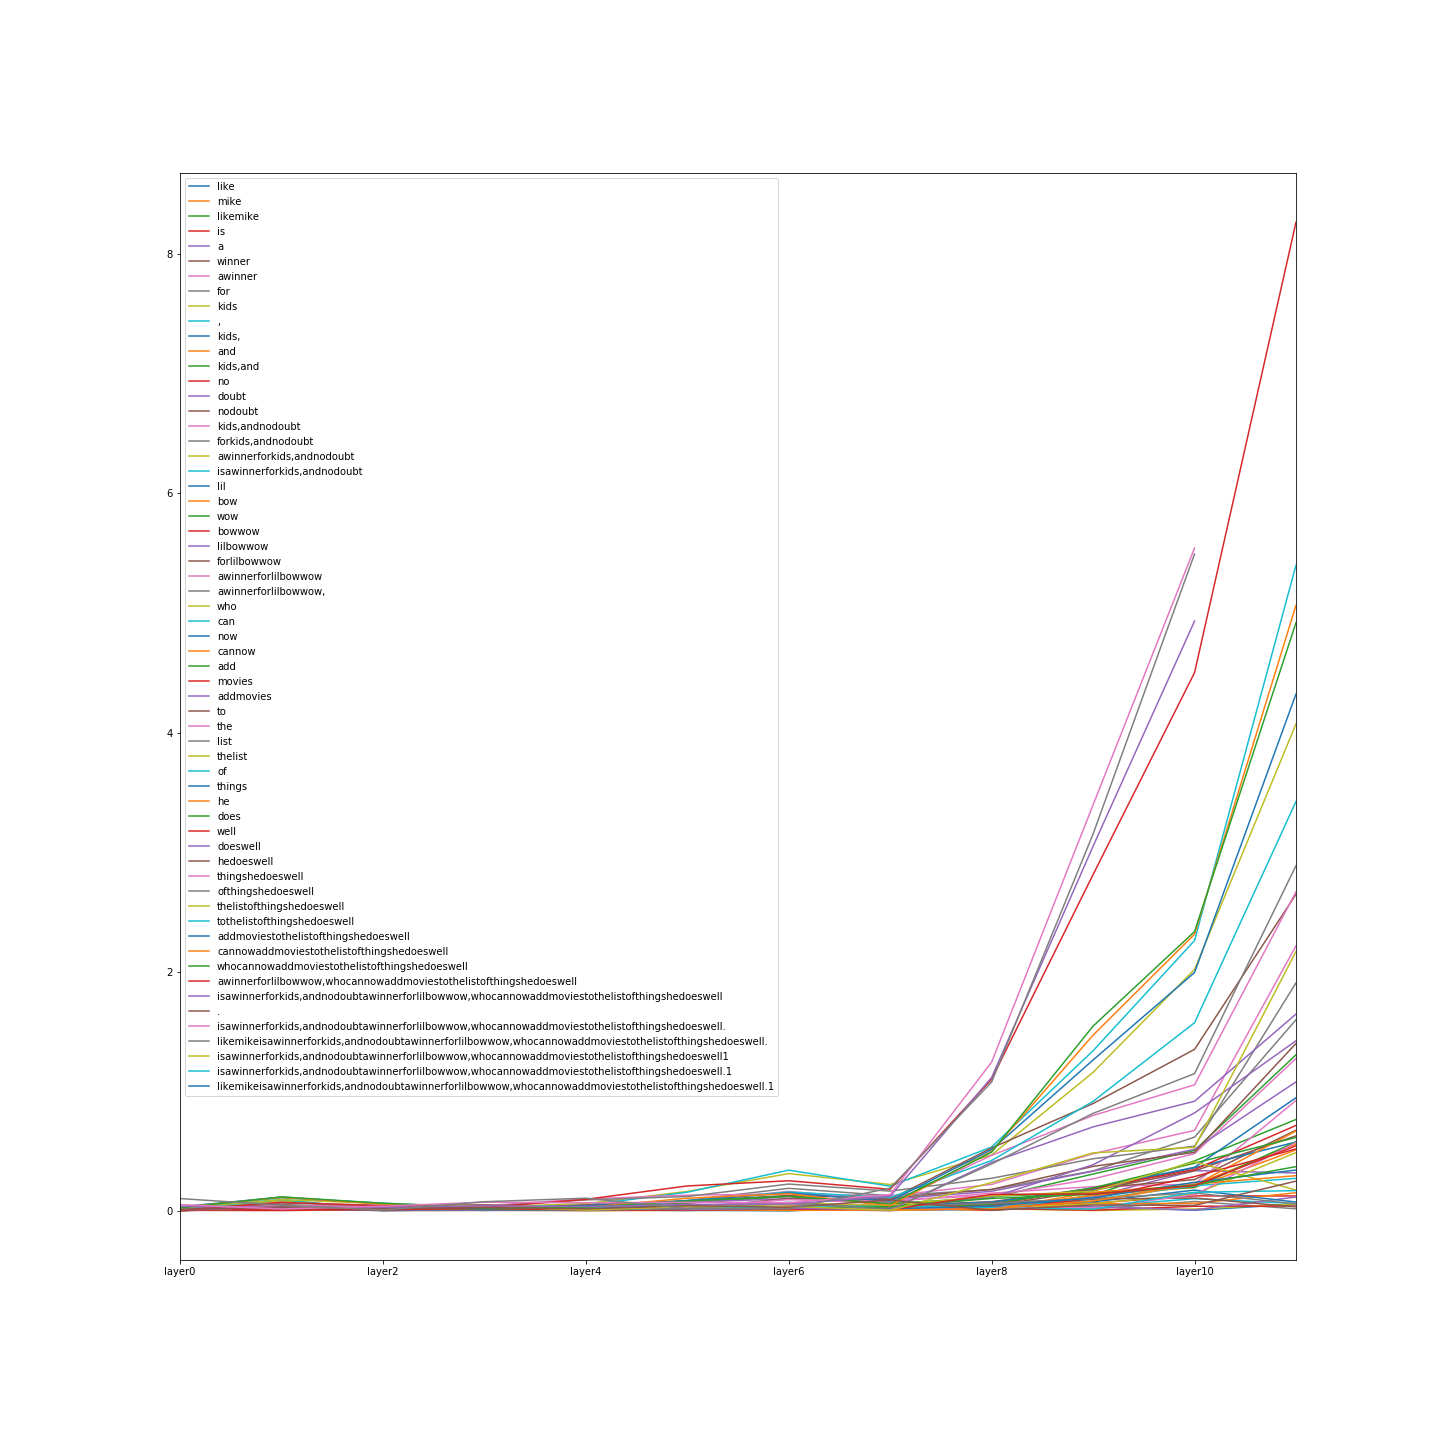 like
mike
likemike
is
a
winner
awinner
for
kids
,
kids,
and
kids,and
no
doubt
nodoubt
kids,andnodoubt
forkids,andnodoubt
awinnerforkids,andnodoubt
isawinnerforkids,andnodoubt
lil
bow
wow
bowwow
lilbowwow
forlilbowwow
awinnerforlilbowwow
awinnerforlilbowwow,
who
can
now
cannow
add
movies
addmovies
to
the
list
thelist
of
things
he
does
well
doeswell
hedoeswell
thingshedoeswell
ofthingshedoeswell
thelistofthingshedoeswell
tothelistofthingshedoeswell
addmoviestothelistofthingshedoeswell
cannowaddmoviestothelistofthingshedoeswell
whocannowaddmoviestothelistofthingshedoeswell
awinnerforlilbowwow,whocannowaddmoviestothelistofthingshedoeswell
isawinnerforkids,andnodoubtawinnerforlilbowwow,whocannowaddmoviestothelistofthingshedoeswell
.
isawinnerforkids,andnodoubtawinnerforlilbowwow,whocannowaddmoviestothelistofthingshedoeswell.
likemikeisawinnerforkids,andnodoubtawinnerforlilbowwow,whocannowaddmoviestothelistofthingshedoeswell.
isawinnerforkids,andnodoubtawinnerforlilbowwow,whocannowaddmoviestothelistofthingshedoeswell1
isawinnerforkids,andnodoubtawinnerforlilbowwow,whocannowaddmoviestothelistofthingshedoeswell.1
likemikeisawinnerforkids,andnodoubtawinnerforlilbowwow,whocannowaddmoviestothelistofthingshedoeswell.1
8
6
4
2
0
layer0 layer2 layer4 layer6 layer8 layer10